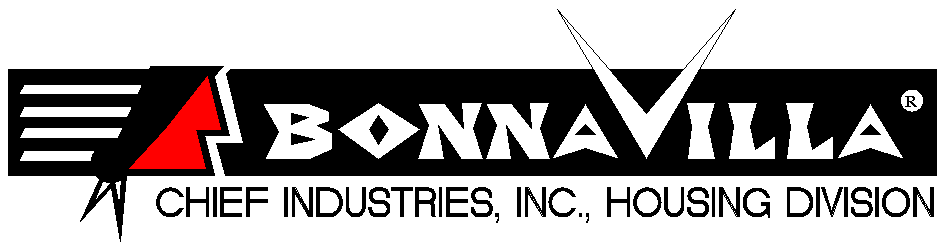 BONNAVILLA®
CHIEF INDUSTRIES, INC., HOUSING DIVISION